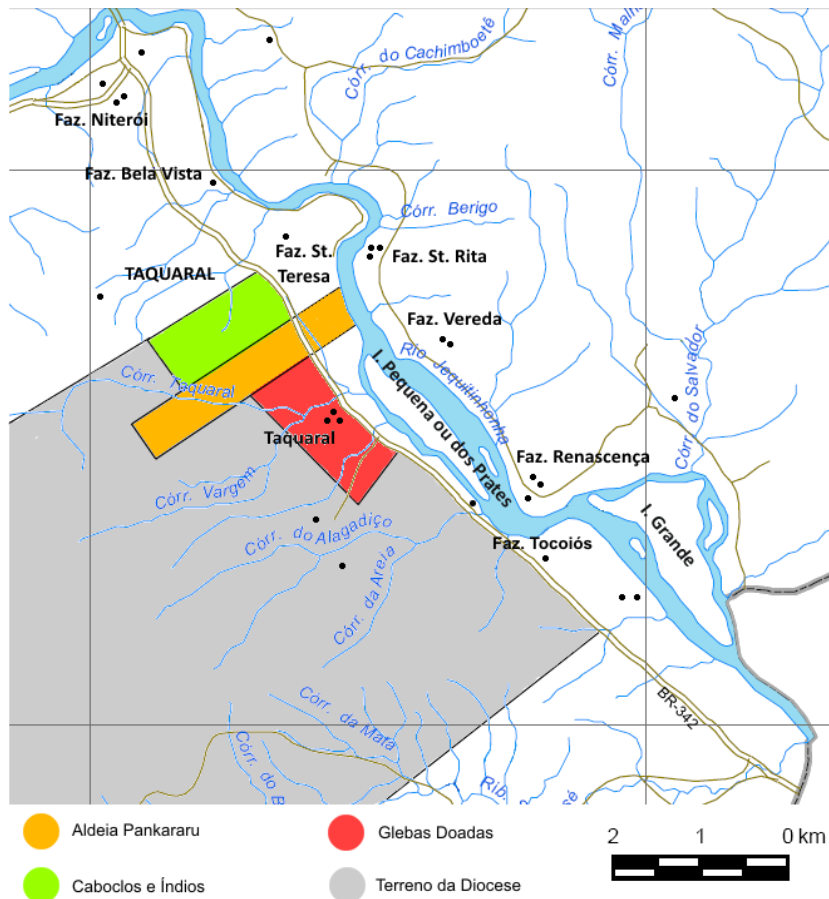 Córr. do Cachimboeté
Córr. Malh
Faz. Niterói
Faz. Bela Vista
Córr. Berigo
Faz. St.
Teresa
Faz. St. Rita
TAQUARAL
Faz. Vereda
I. Pequena ou dos Prates
Rio Jequitinhonha
Córr. do Salvador
Córr. Taquaral
Taquaral
Faz. Renascença
Córr. Vargem
I. Grande
Córr. do Alagadiço
Faz. Tocoiós
Córr. da Areia
BR-342
Córr. da Mata
Córr. do B
Rib.
sé
Aldeia Pankararu
Glebas Doadas
2 1 0 km
Caboclos e Índios
Terreno da Diocese